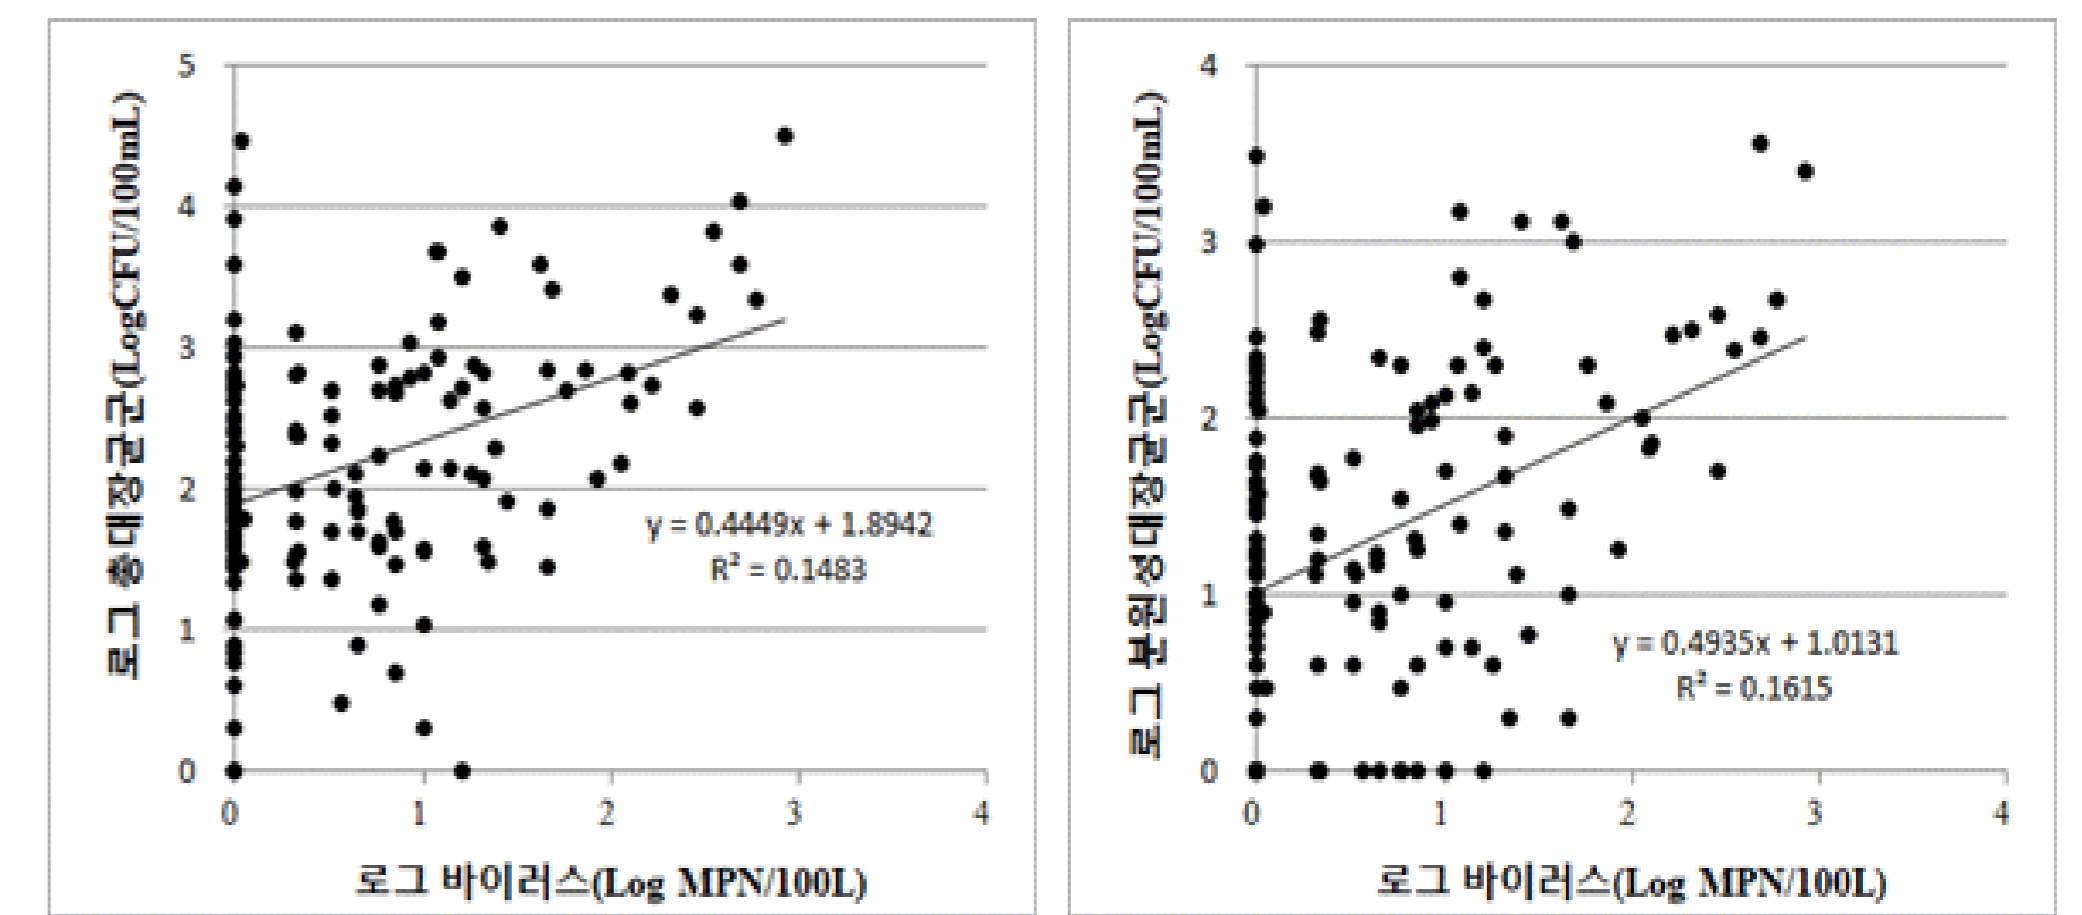 로그 총대장균군(LogCFU/100mL)
5
4
3
2
1
0
y = 0.4449x + 1.8942
R² = 0.1483
0 1 2 3 4
로그 바이러스(Log MPN/100L)
로그 분원성대장균군(LogCFU/100mL)
4
3
2
1
0
y = 0.4935x + 1.0131
R² = 0.1615
0 1 2 3 4
로그 바이러스(Log MPN/100L)